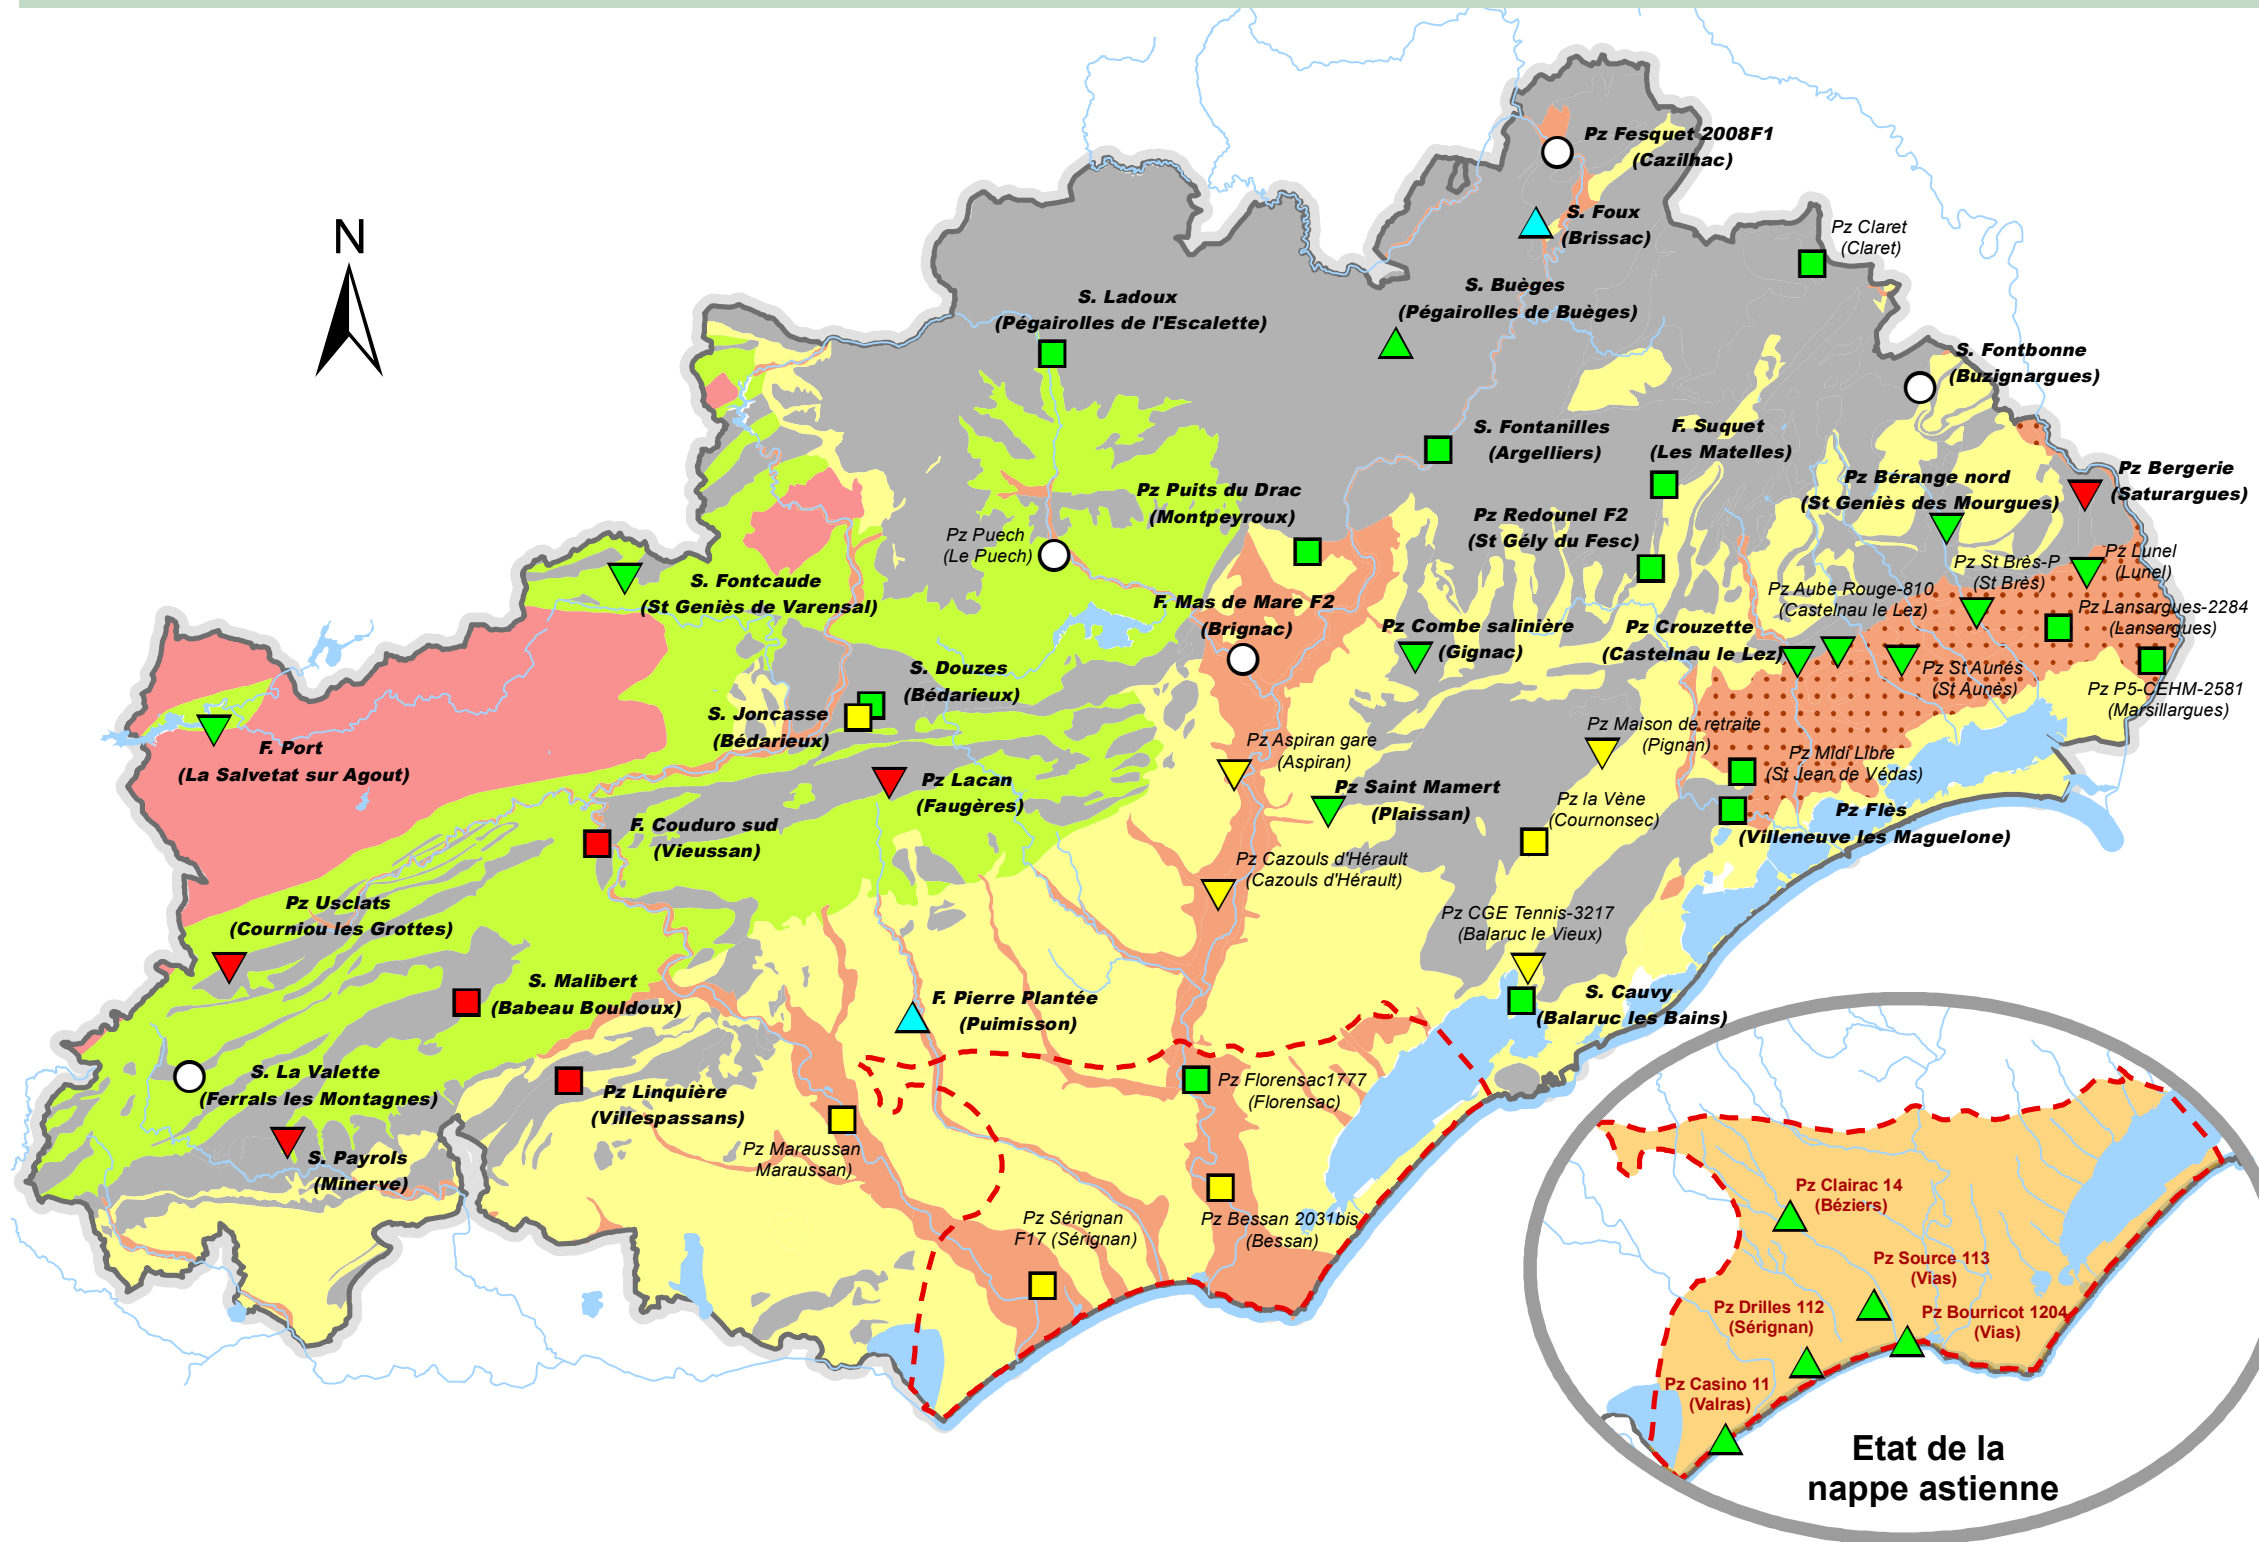 N
Pz Fesquet 2008F1
(Cazilhac)
S. Foux
(Brissac)
Pz Claret
(Claret)
S. Ladoux
(Pégairolles de l'Escalette)
S. Buèges
(Pégairolles de Buèges)
S. Fontbonne
(Buzignargues)
S. Fontanilles
(Argelliers)
F. Suquet
(Les Matelles)
Pz Bérange nord
(St Geniès des Mourgues)
Pz Bergerie
(Saturargues)
Pz Puits du Drac
(Montpeyroux)
Pz Redounel F2
(St Gély du Fesc)
Pz Puech
(Le Puech)
Pz St Brès-P
(St Brès)
Pz Lunel
(Lunel)
S. Fontcaude
(St Geniès de Varensal)
Pz Aube Rouge-810
(Castelnau le Lez)
F. Mas de Mare F2
(Brignac)
Pz Lansargues-2284
(Lansargues)
Pz Combe salinière
(Gignac)
Pz Crouzette
(Castelnau le Lez)
S. Douzes
(Bédarieux)
Pz St Aunés
(St Aunès)
Pz P5-CEHM-2581
(Marsillargues)
S. Joncasse
(Bédarieux)
F. Port
(La Salvetat sur Agout)
Pz Aspiran gare
(Aspiran)
Pz Maison de retraite
(Pignan)
Pz Midi Libre
(St Jean de Védas)
Pz Lacan
(Faugères)
Pz Saint Mamert
(Plaissan)
Pz la Vène
(Cournonsec)
Pz Flès
(Villeneuve les Maguelone)
F. Couduro sud
(Vieussan)
Pz Cazouls d'Hérault
(Cazouls d'Hérault)
Pz Usclats
(Courniou les Grottes)
Pz CGE Tennis-3217
(Balaruc le Vieux)
S. Malibert
(Babeau Bouldoux)
F. Pierre Plantée
(Puimisson)
S. Cauvy
(Balaruc les Bains)
S. La Valette
(Ferrals les Montagnes)
Pz Linquière
(Villespassans)
Pz Florensac1777
(Florensac)
Pz Maraussan
Maraussan)
S. Payrols
(Minerve)
Pz Sérignan
F17 (Sérignan)
Pz Bessan 2031bis
(Bessan)
Pz Clairac 14
(Béziers)
Pz Source 113
(Vias)
Pz Drilles 112
(Sérignan)
Pz Bourricot 1204
(Vias)
Pz Casino 11
(Valras)
Etat de la
nappe astienne